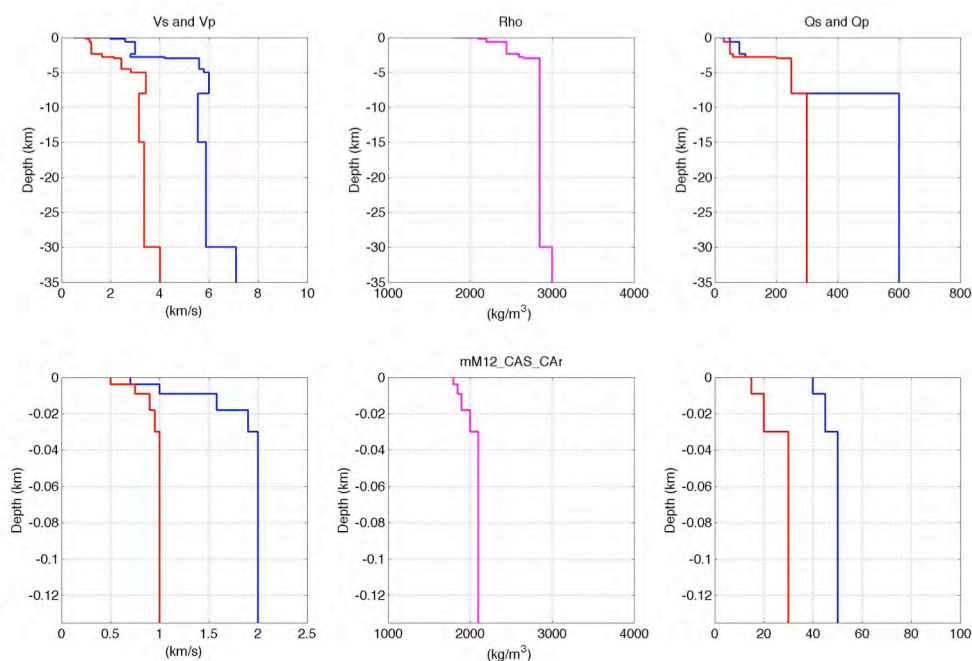 Vs and Vp
Rho
Qs and Qp
0
-5
-10
-15
-20
-25
-30
-35
Depth (km)
0 2 4 6 8 10
(km/s)
0
-5
-10
-15
-20
-25
-30
-35
Depth (km)
1000 2000 3000 4000
(kg/m³)
0
-5
-10
-15
-20
-25
-30
-35
Depth (km)
0 200 400 600 800
mM12_CAS_CAr
0
-0.02
-0.04
-0.06
-0.08
-0.1
-0.12
Depth (km)
0 0.5 1 1.5 2 2.5
(km/s)
0
-0.02
-0.04
-0.06
-0.08
-0.1
-0.12
Depth (km)
1000 2000 3000 4000
(kg/m³)
0
-0.02
-0.04
-0.06
-0.08
-0.1
-0.12
Depth (km)
0 20 40 60 80 100